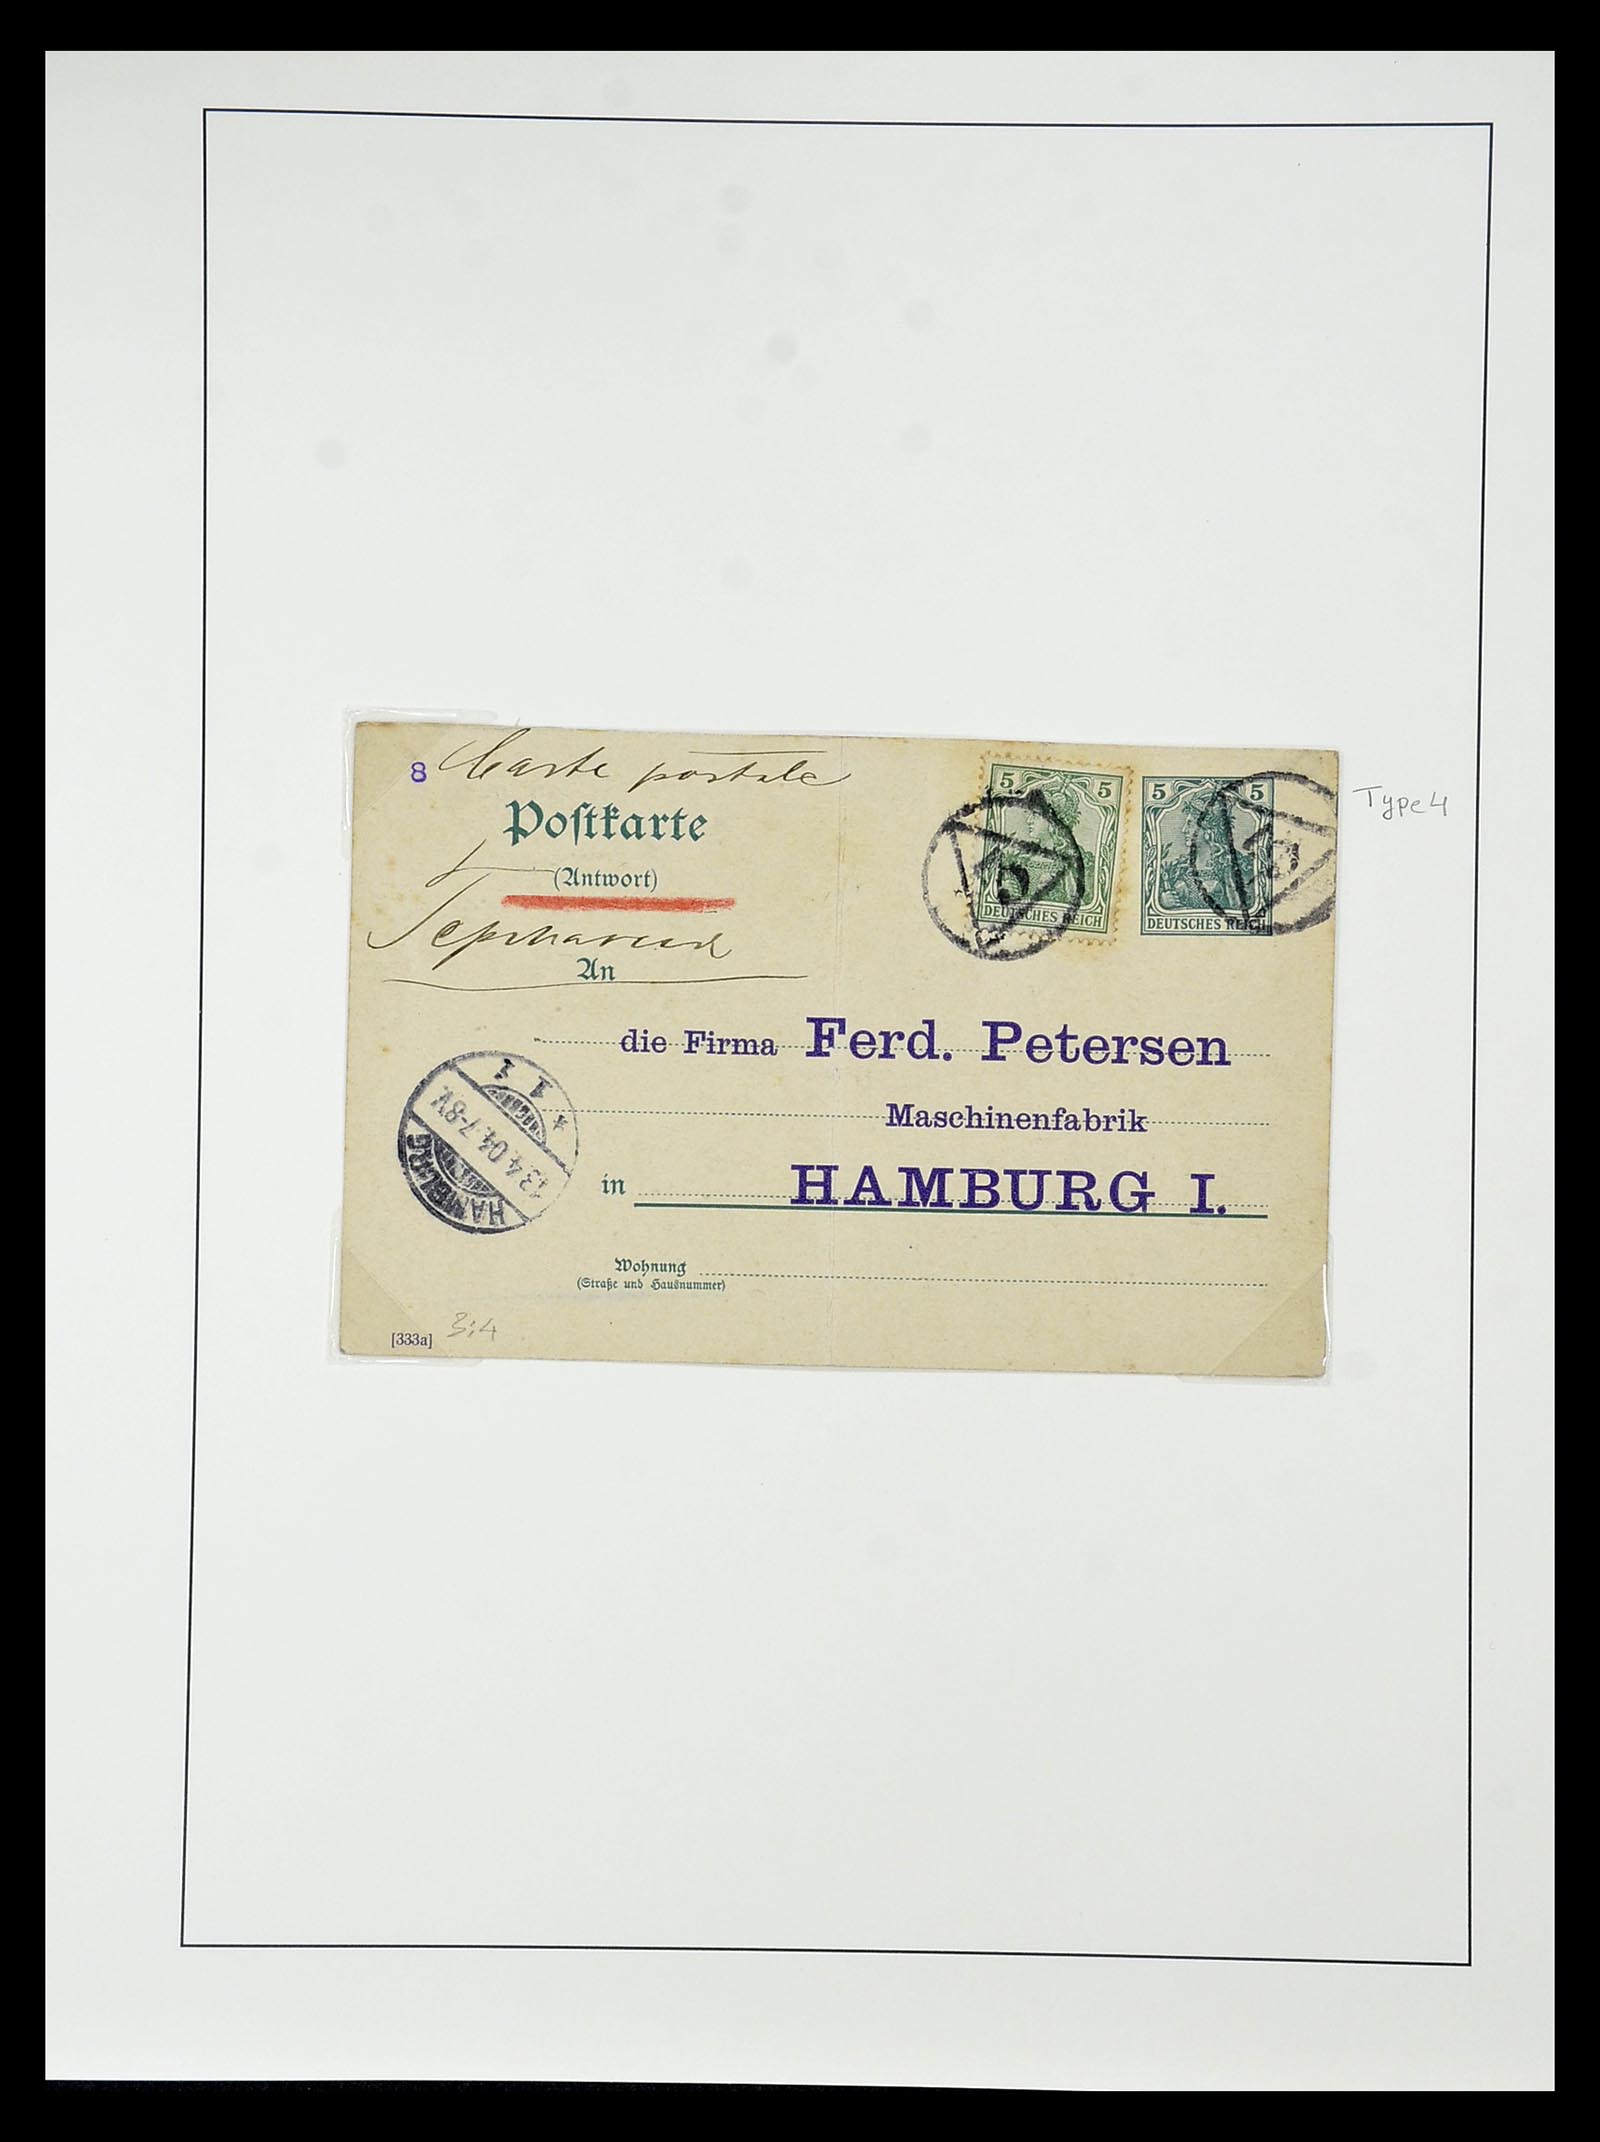 8 Carte postale
Poſtkarte
(Antwort)
Германия
An
5 5
DEUTSCHES REICH
5 5
DEUTSCHES REICH
Type 4
die Firma Ferd. Petersen
Maschinenfabrik
in HAMBURG I.
HAMBURG
13.4.04.7-8V.
* 1 1 1
Wohnung
(Straße und Hausnummer)
[333a] 3;4